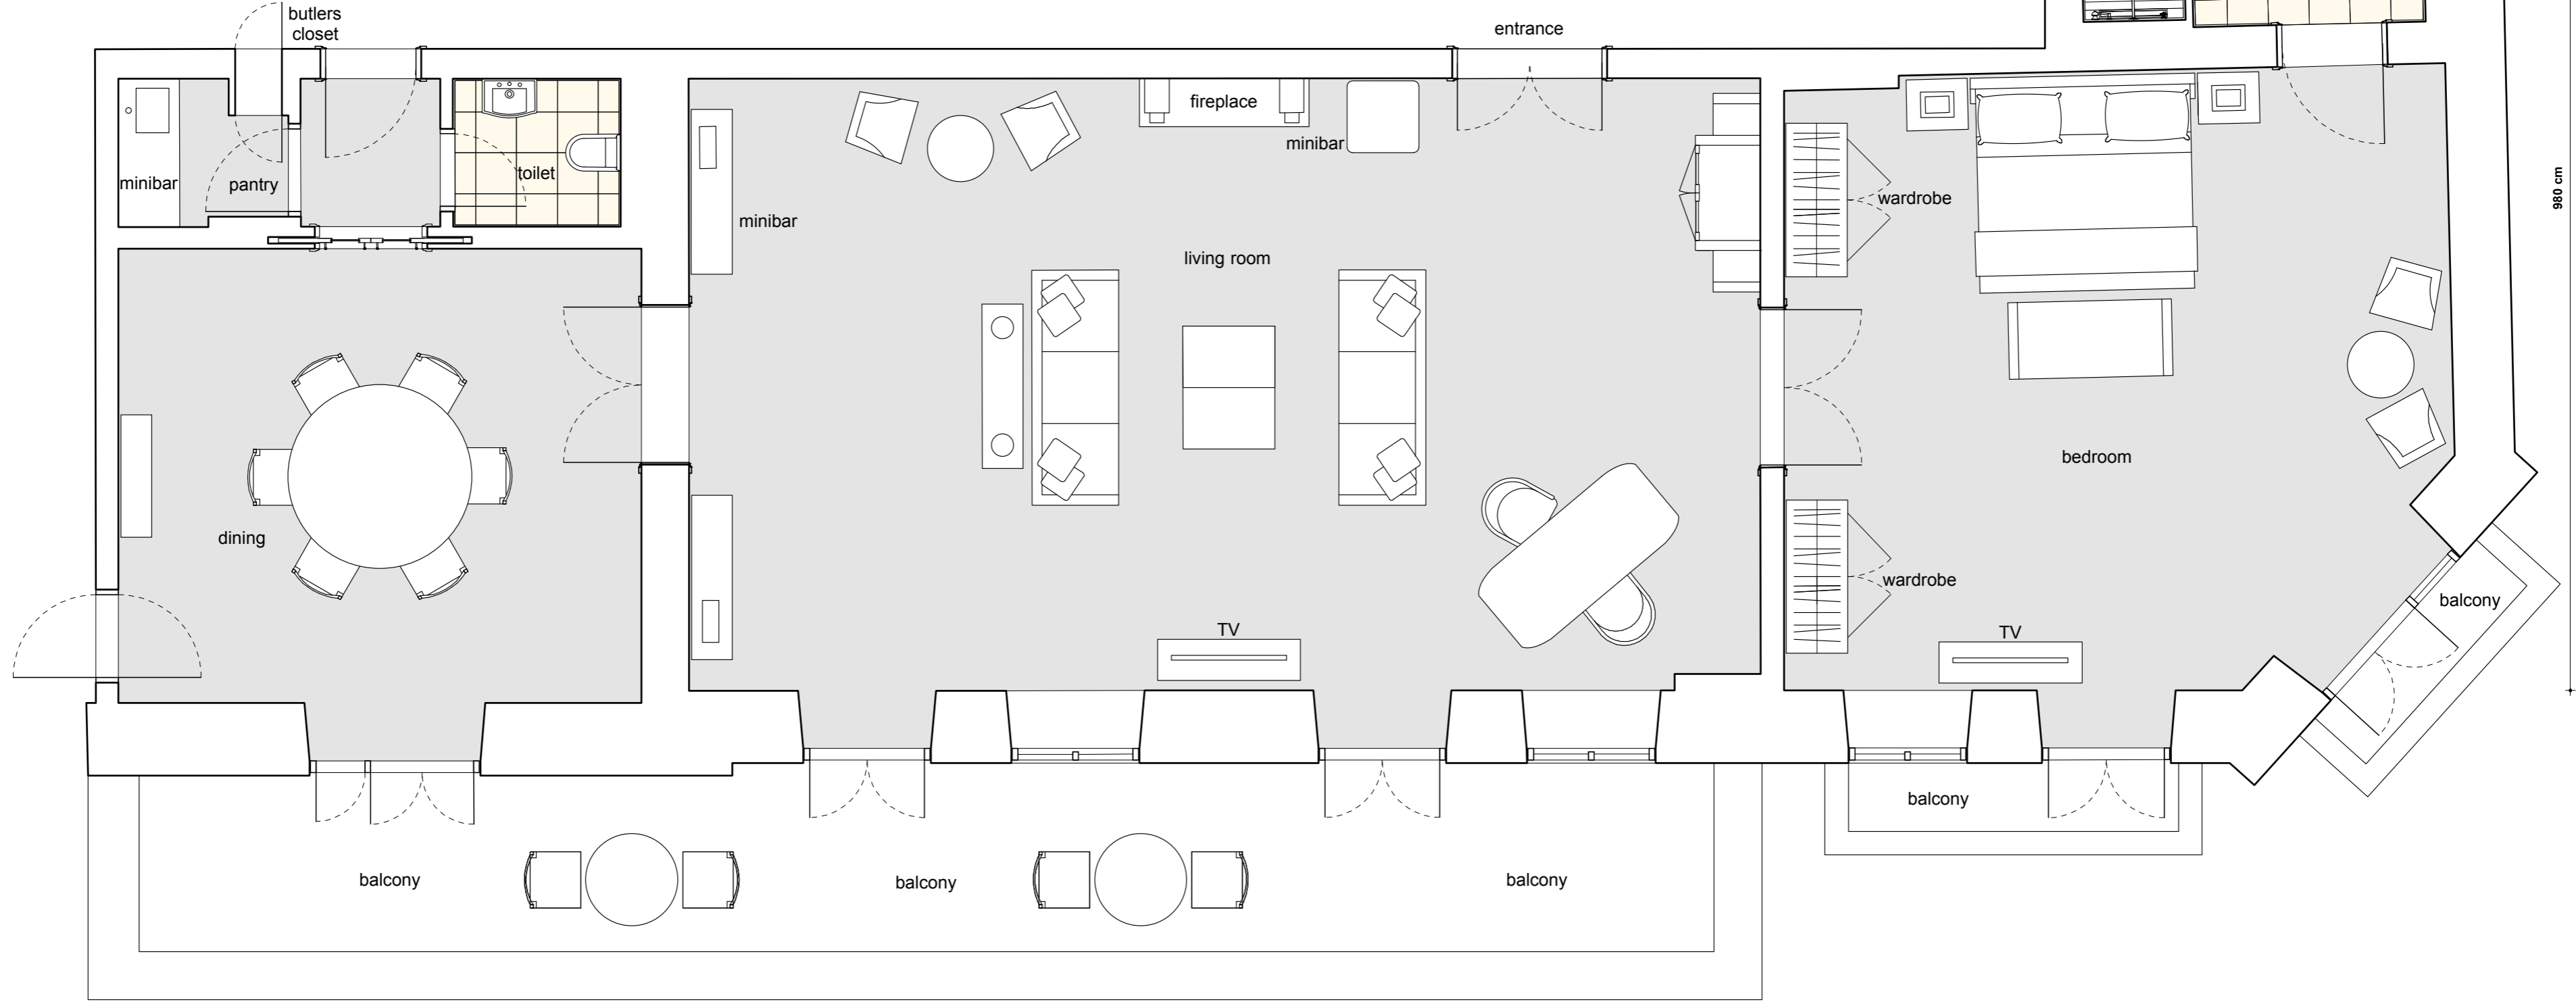 butlers
closet
entrance
fireplace
minibar
toilet
minibar
pantry
wardrobe
980 cm
minibar
living room
bedroom
dining
wardrobe
balcony
TV
TV
balcony
balcony
balcony
balcony